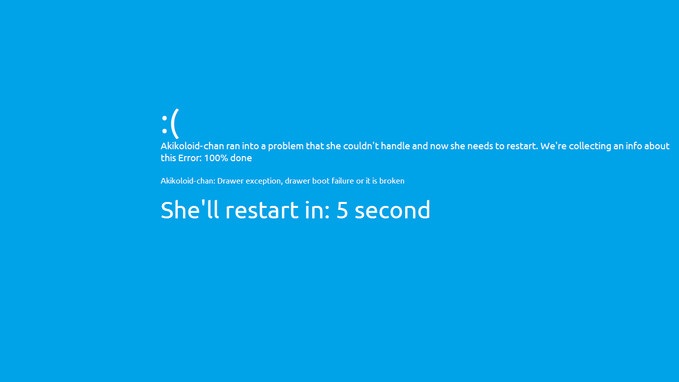 :(
Akikoloid-chan ran into a problem that she couldn't handle and now she needs to restart. We're collecting an info about
this Error: 100% done
Akikoloid-chan: Drawer exception, drawer boot failure or it is broken
She'll restart in: 5 second